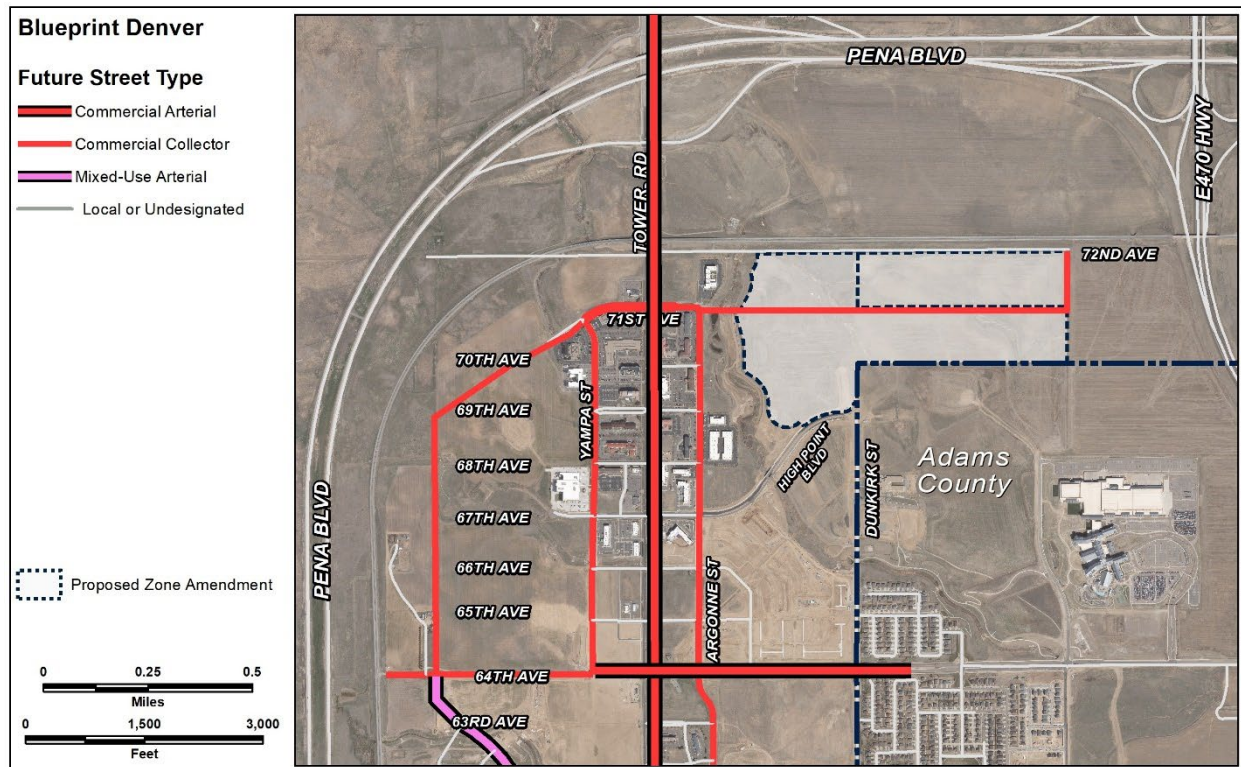 Blueprint Denver
Future Street Type
Commercial Arterial
Commercial Collector
Mixed-Use Arterial
Local or Undesignated
Proposed Zone Amendment
0 0.25 0.5
Miles
0 1,500 3,000
Feet
PENA BLVD
E470 HWY
TOWER RD
72ND AVE
71ST AVE
70TH AVE
69TH AVE
YAMPA ST
68TH AVE
HIGH POINT
BLVD
DUNKIRK ST
Adams
County
67TH AVE
PENA BLVD
66TH AVE
65TH AVE
ARGONNE ST
64TH AVE
63RD AVE